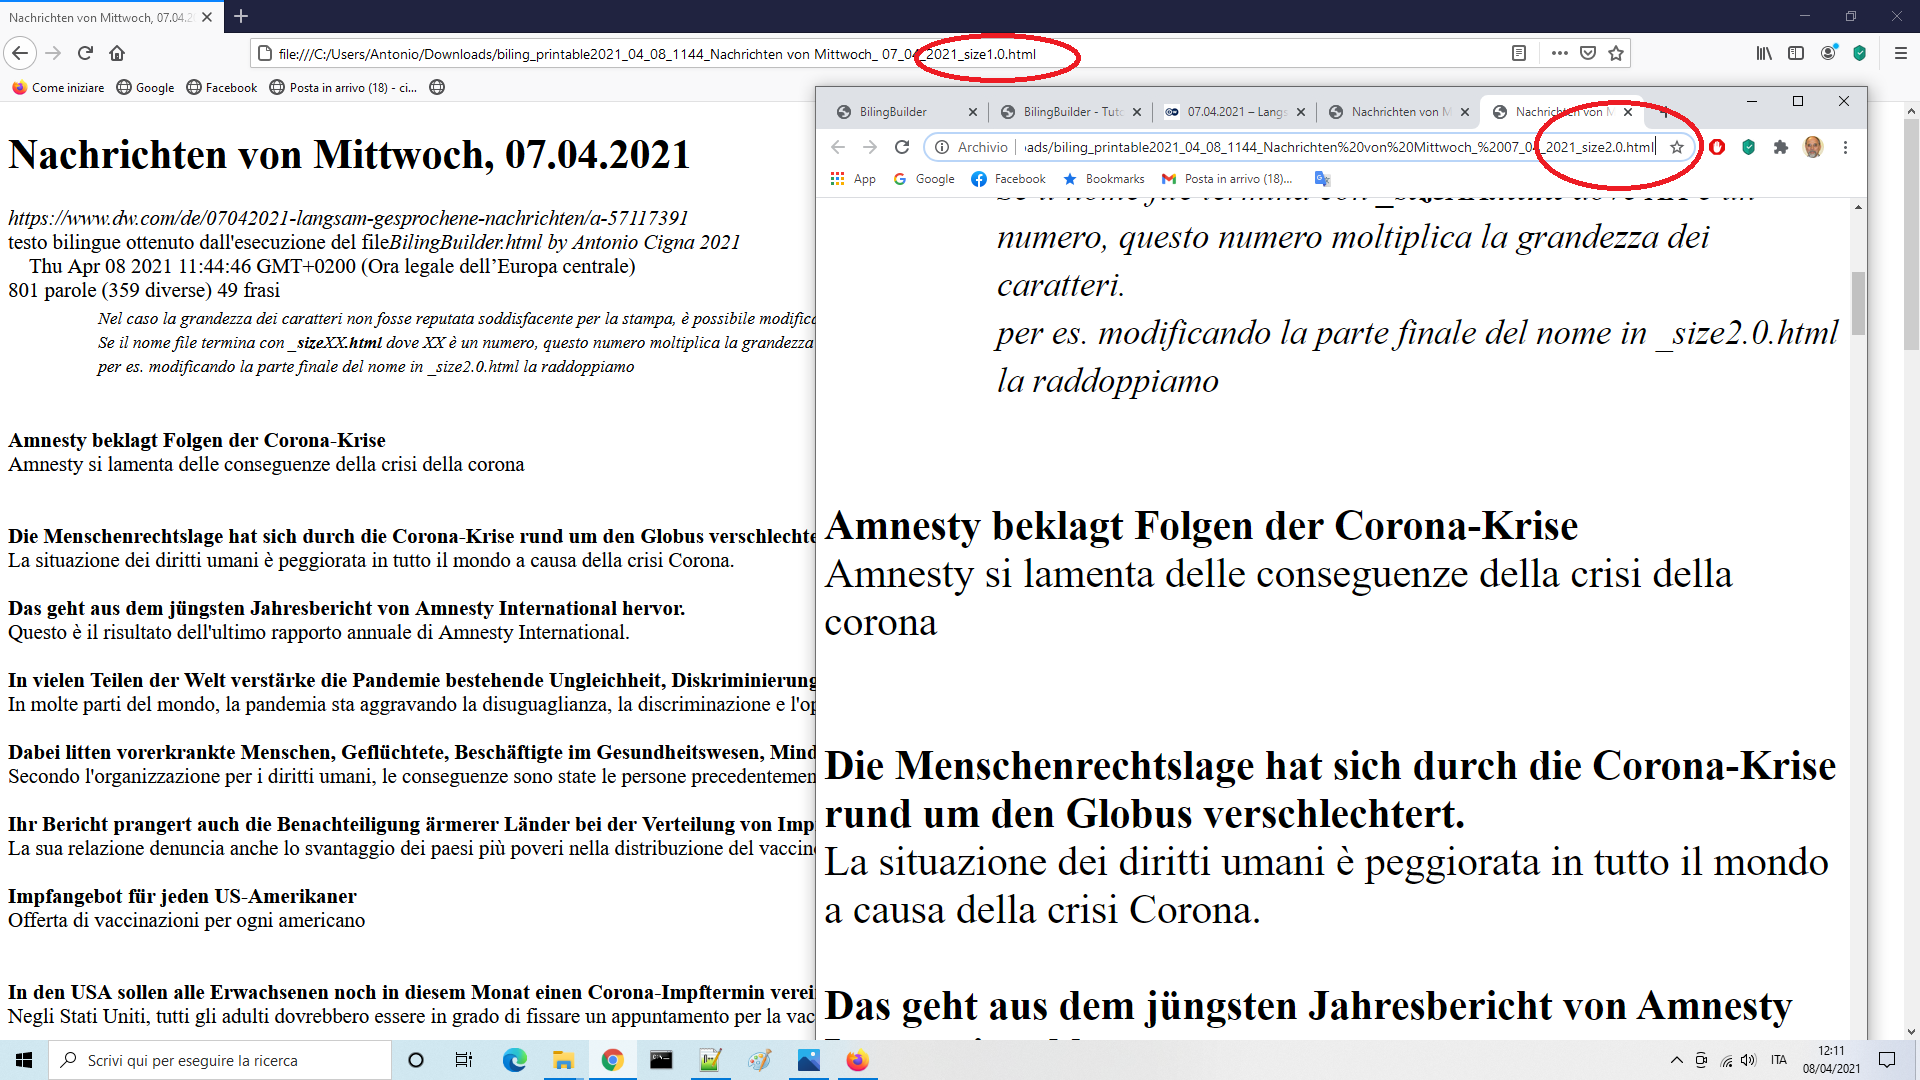 Nachrichten von Mittwoch, 07.04.2
file:///C:/Users/Antonio/Downloads/biling_printable2021_04_08_1144_Nachrichten von Mittwoch_ 07_04_2021_size1.0.html
Come iniziare Google Facebook Posta in arrivo (18) - ci...
Nachrichten von Mittwoch, 07.04.2021
https://www.dw.com/de/07042021-langsam-gesprochene-nachrichten/a-57117391
testo bilingue ottenuto dall'esecuzione del fileBilingBuilder.html by Antonio Cigna 2021
Thu Apr 08 2021 11:44:46 GMT+0200 (Ora legale dell'Europa centrale)
801 parole (359 diverse) 49 frasi
Nel caso la grandezza dei caratteri non fosse reputata soddisfacente per la stampa, è possibile modifica
Se il nome file termina con _sizeXX.html dove XX è un numero, questo numero moltiplica la grandezza
per es. modificando la parte finale del nome in _size2.0.html la raddoppiamo
Amnesty beklagt Folgen der Corona-Krise
Amnesty si lamenta delle conseguenze della crisi della corona
Die Menschenrechtslage hat sich durch die Corona-Krise rund um den Globus verschlechte
La situazione dei diritti umani è peggiorata in tutto il mondo a causa della crisi Corona.
Das geht aus dem jüngsten Jahresbericht von Amnesty International hervor.
Questo è il risultato dell'ultimo rapporto annuale di Amnesty International.
In vielen Teilen der Welt verstärke die Pandemie bestehende Ungleichheit, Diskriminierung
In molte parti del mondo, la pandemia sta aggravando la disuguaglianza, la discriminazione e l'op
Dabei litten vorerkrankte Menschen, Geflüchtete, Beschäftigte im Gesundheitswesen, Mind
Secondo l'organizzazione per i diritti umani, le conseguenze sono state le persone precedentemen
Ihr Bericht prangert auch die Benachteiligung ärmerer Länder bei der Verteilung von Imp
La sua relazione denuncia anche lo svantaggio dei paesi più poveri nella distribuzione del vaccin
Impfangebot für jeden US-Amerikaner
Offerta di vaccinazioni per ogni americano
In den USA sollen alle Erwachsenen noch in diesem Monat einen Corona-Impftermin verei
Negli Stati Uniti, tutti gli adulti dovrebbero essere in grado di fissare un appuntamento per la vac
BilingBuilder BilingBuilder - Tuto 07.04.2021 – Langs Nachrichten von M Nachrichten von M
Archivio | oads/biling_printable2021_04_08_1144_Nachrichten%20von%20Mittwoch_%2007_04_2021_size2.0.html
App Google Facebook Bookmarks Posta in arrivo (18)...
Se il nome file termina con _sizeXX.html dove XX è un
numero, questo numero moltiplica la grandezza dei
caratteri.
per es. modificando la parte finale del nome in _size2.0.html
la raddoppiamo
Amnesty beklagt Folgen der Corona-Krise
Amnesty si lamenta delle conseguenze della crisi della
corona
Die Menschenrechtslage hat sich durch die Corona-Krise
rund um den Globus verschlechtert.
La situazione dei diritti umani è peggiorata in tutto il mondo
a causa della crisi Corona.
Das geht aus dem jüngsten Jahresbericht von Amnesty
Scrivi qui per eseguire la ricerca
ITA
12:11
08/04/2021